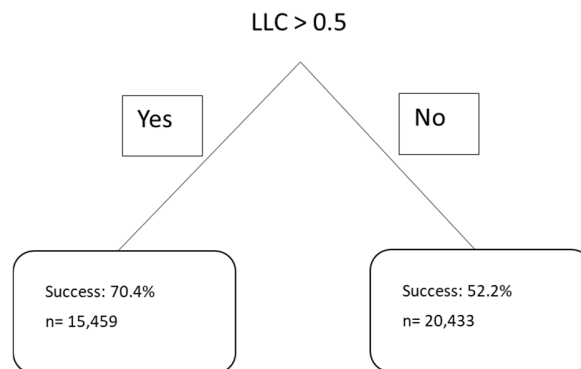 LLC > 0.5
Yes
No
Success: 70.4%
n= 15,459
Success: 52.2%
n= 20,433